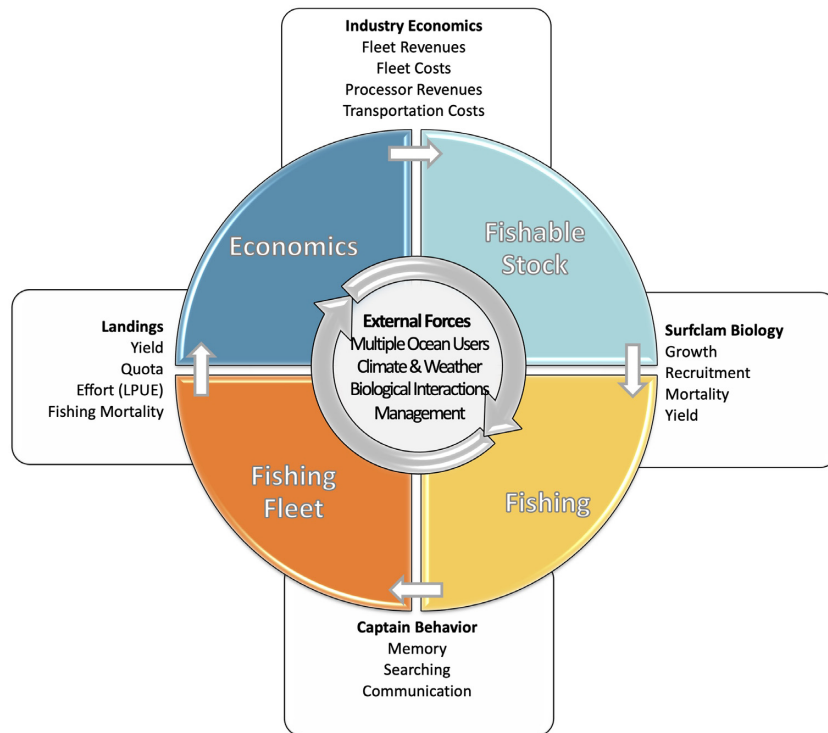 Industry Economics
Fleet Revenues
Fleet Costs
Processor Revenues
Transportation Costs
Economics
Fishable
Stock
Landings
Yield
Quota
Effort (LPUE)
Fishing Mortality
External Forces
Multiple Ocean Users
Climate & Weather
Biological Interactions
Management
Surfclam Biology
Growth
Recruitment
Mortality
Yield
Fishing
Fleet
Fishing
Captain Behavior
Memory
Searching
Communication